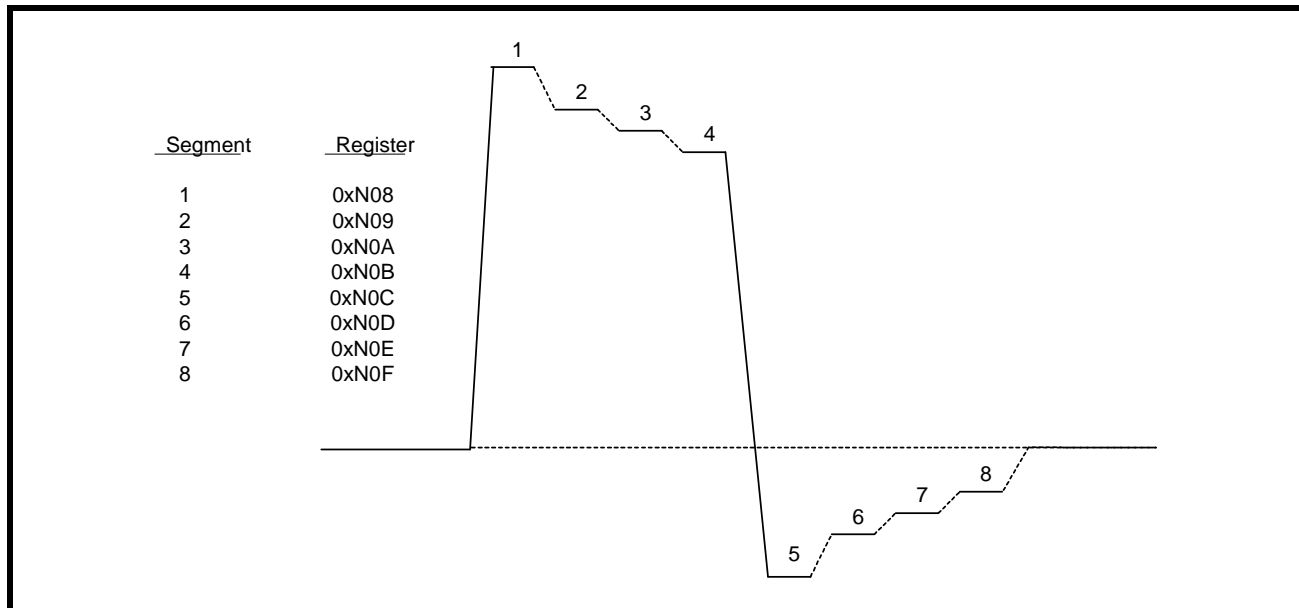 Segment Register
1 0xN08
2 0xN09
3 0xN0A
4 0xN0B
5 0xN0C
6 0xN0D
7 0xN0E
8 0xN0F
1
2
3
4
5
6
7
8